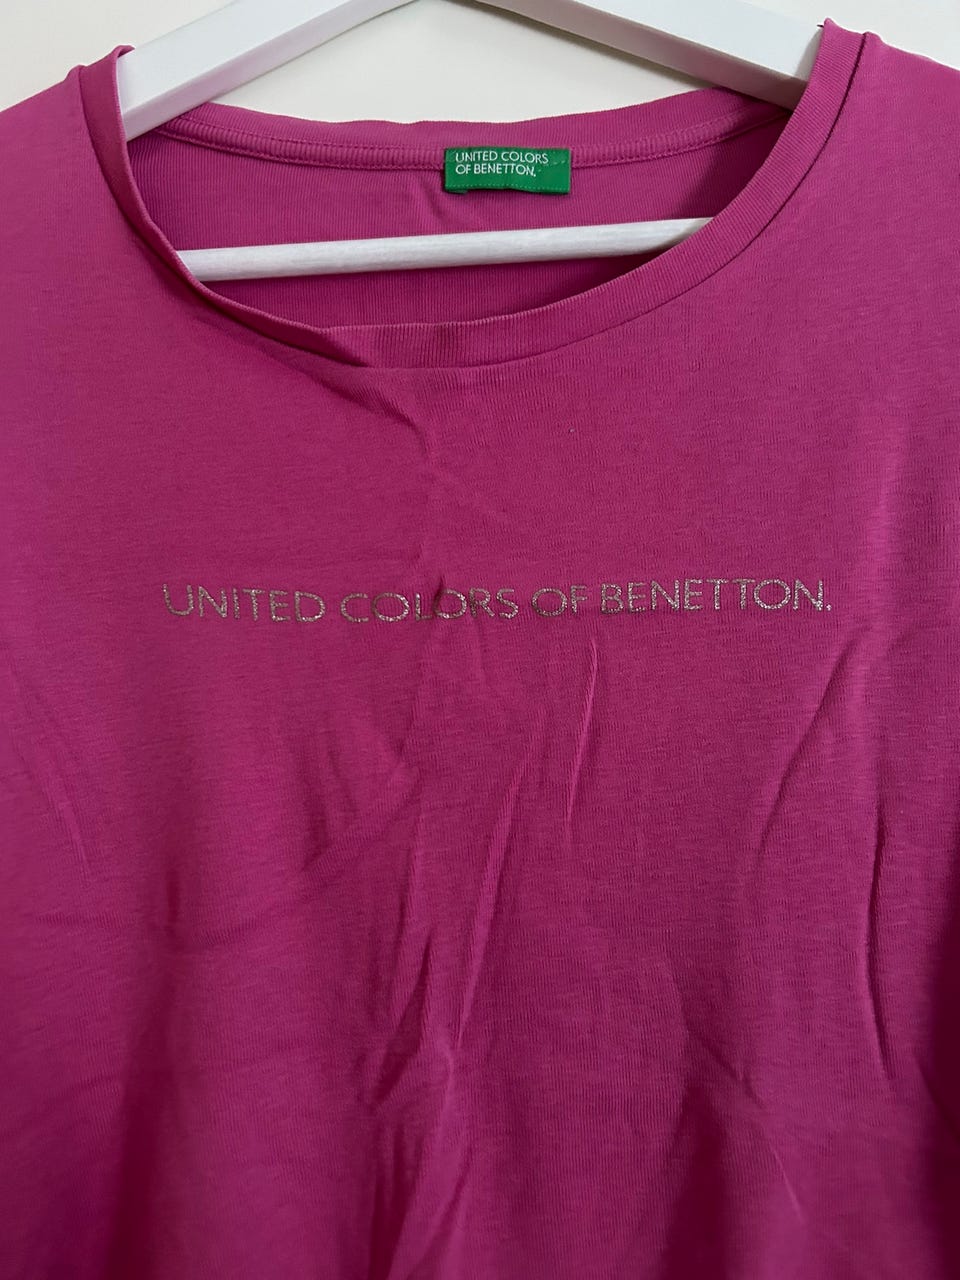 UNITED COLORS
OF BENETTON.
UNITED COLORS OF BENETTON.